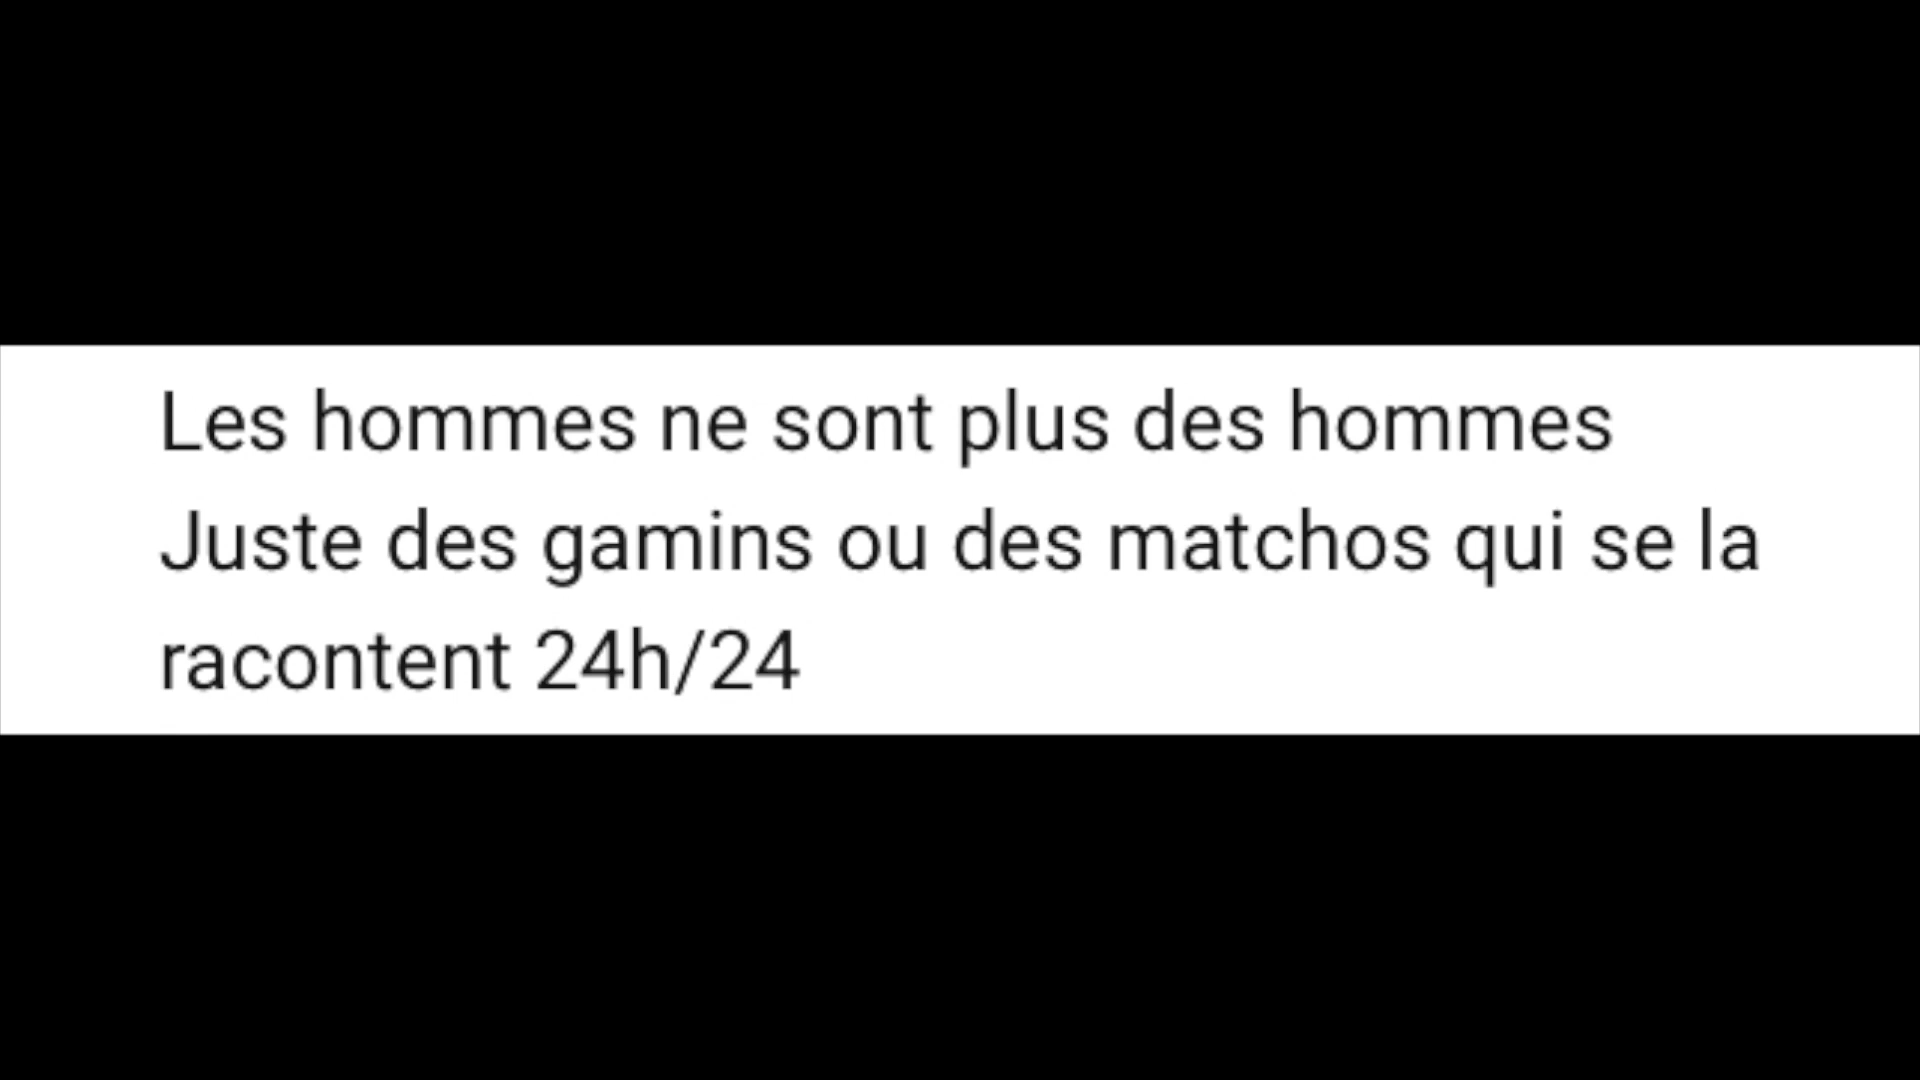 Les hommes ne sont plus des hommes
Juste des gamins ou des matchos qui se la
racontent 24h/24